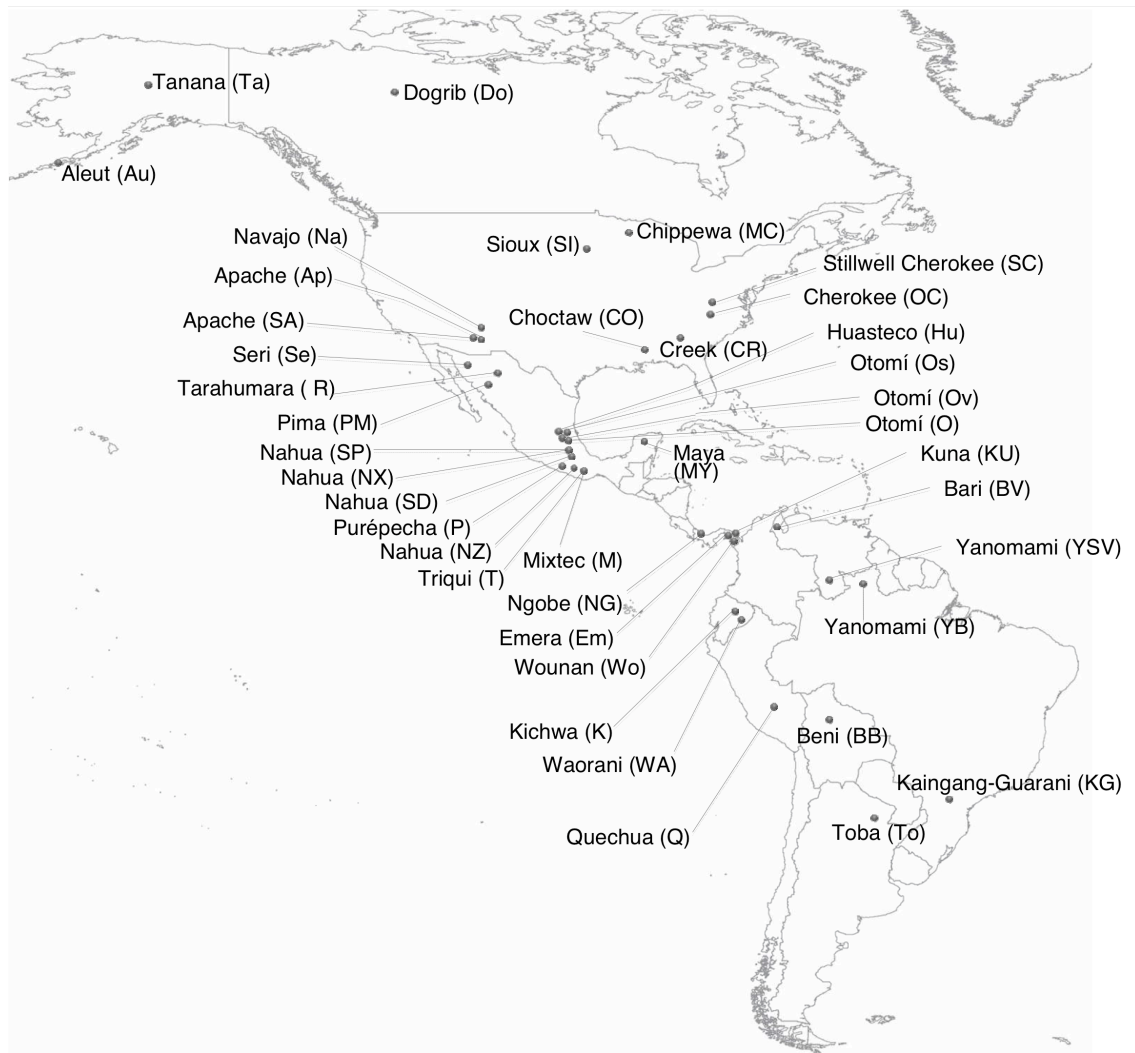 Tanana (Ta)
Dogrib (Do)
Aleut (Au)
Navajo (Na)
Sioux (SI)
Chippewa (MC)
Apache (Ap)
Stillwell Cherokee (SC)
Cherokee (OC)
Apache (SA)
Choctaw (CO)
Huasteco (Hu)
Seri (Se)
Creek (CR)
Otomí (Os)
Tarahumara ( R)
Otomí (Ov)
Pima (PM)
Otomí (O)
Nahua (SP)
Maya
(MY)
Kuna (KU)
Nahua (NX)
Bari (BV)
Nahua (SD)
Purépecha (P)
Nahua (NZ)
Mixtec (M)
Yanomami (YSV)
Triqui (T)
Ngobe (NG)
Yanomami (YB)
Emera (Em)
Wounan (Wo)
Kichwa (K)
Beni (BB)
Waorani (WA)
Kaingang-Guarani (KG)
Quechua (Q)
Toba (To)